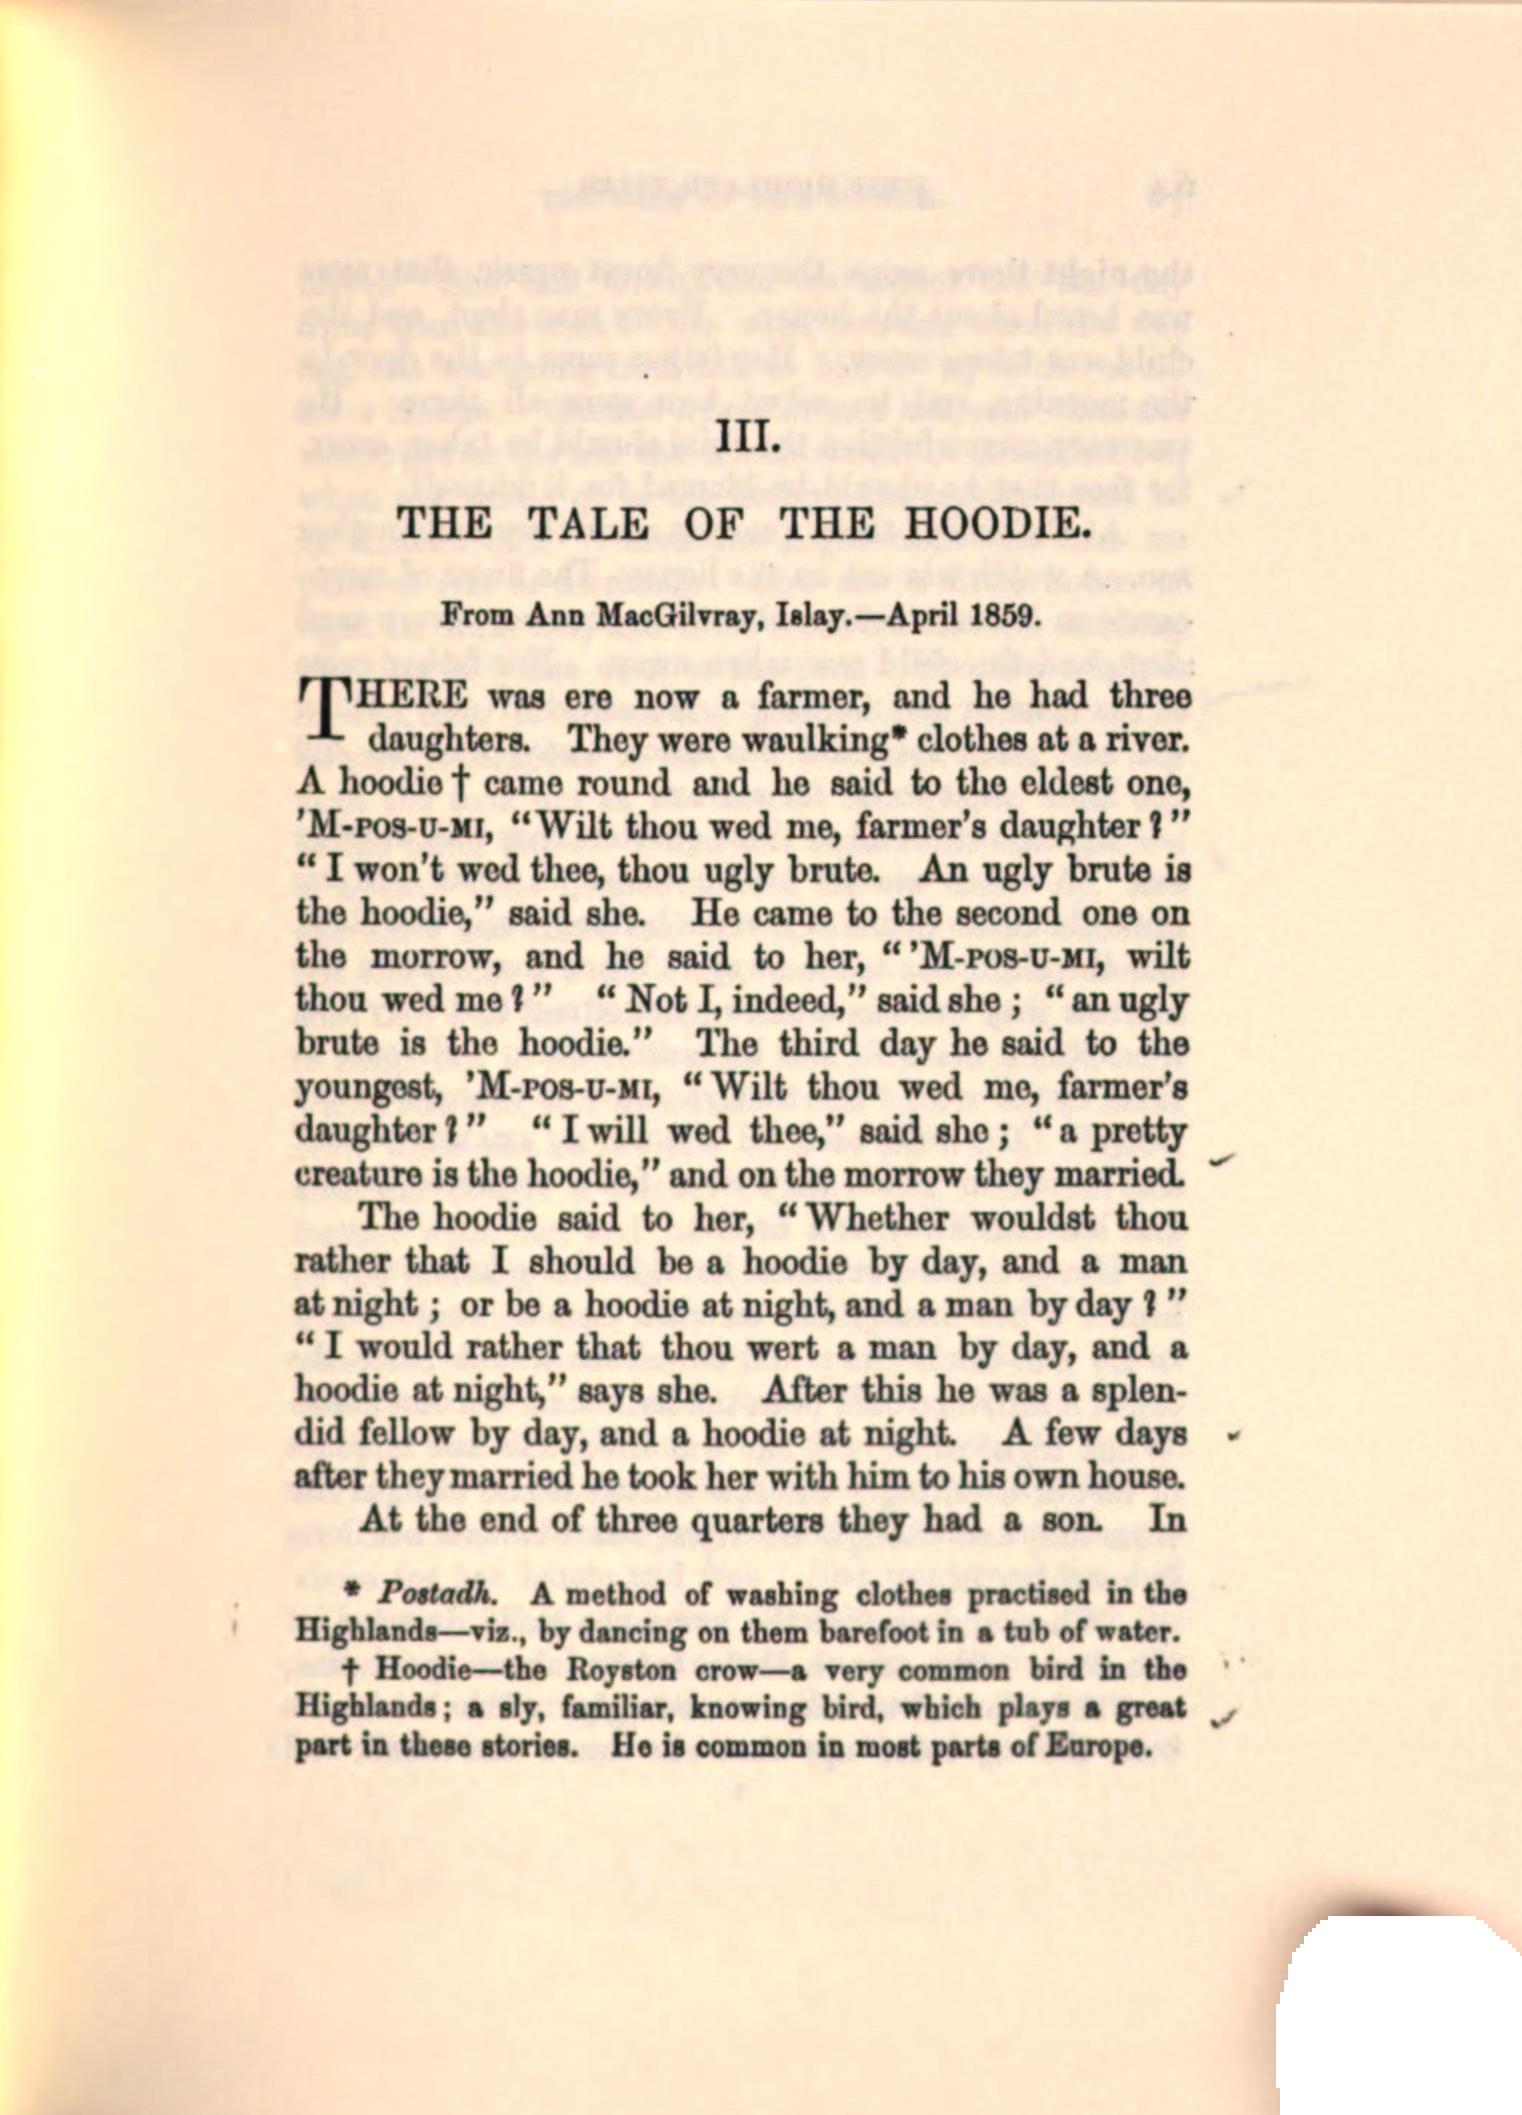 III.
THE TALE OF THE HOODIE.
From Ann MacGilvray, Islay.—April 1859.
THERE was ere now a farmer, and he had three
daughters. They were waulking* clothes at a river.
A hoodie † came round and he said to the eldest one,
'M-POS-U-MI, “Wilt thou wed me, farmer's daughter?”
“I won't wed thee, thou ugly brute. An ugly brute is
the hoodie,” said she. He came to the second one on
the morrow, and he said to her, “'M-POS-U-MI, wilt
thou wed me?” “Not I, indeed,” said she; “an ugly
brute is the hoodie.” The third day he said to the
youngest, 'M-POS-U-MI, “Wilt thou wed me, farmer's
daughter?” “I will wed thee,” said she; “a pretty
creature is the hoodie,” and on the morrow they married.
The hoodie said to her, “Whether wouldst thou
rather that I should be a hoodie by day, and a man
at night; or be a hoodie at night, and a man by day?”
“I would rather that thou wert a man by day, and a
hoodie at night,” says she. After this he was a splen-
did fellow by day, and a hoodie at night. A few days
after they married he took her with him to his own house.
At the end of three quarters they had a son. In
* Postadh. A method of washing clothes practised in the
Highlands—viz., by dancing on them barefoot in a tub of water.
† Hoodie—the Royston crow—a very common bird in the
Highlands; a sly, familiar, knowing bird, which plays a great
part in these stories. He is common in most parts of Europe.